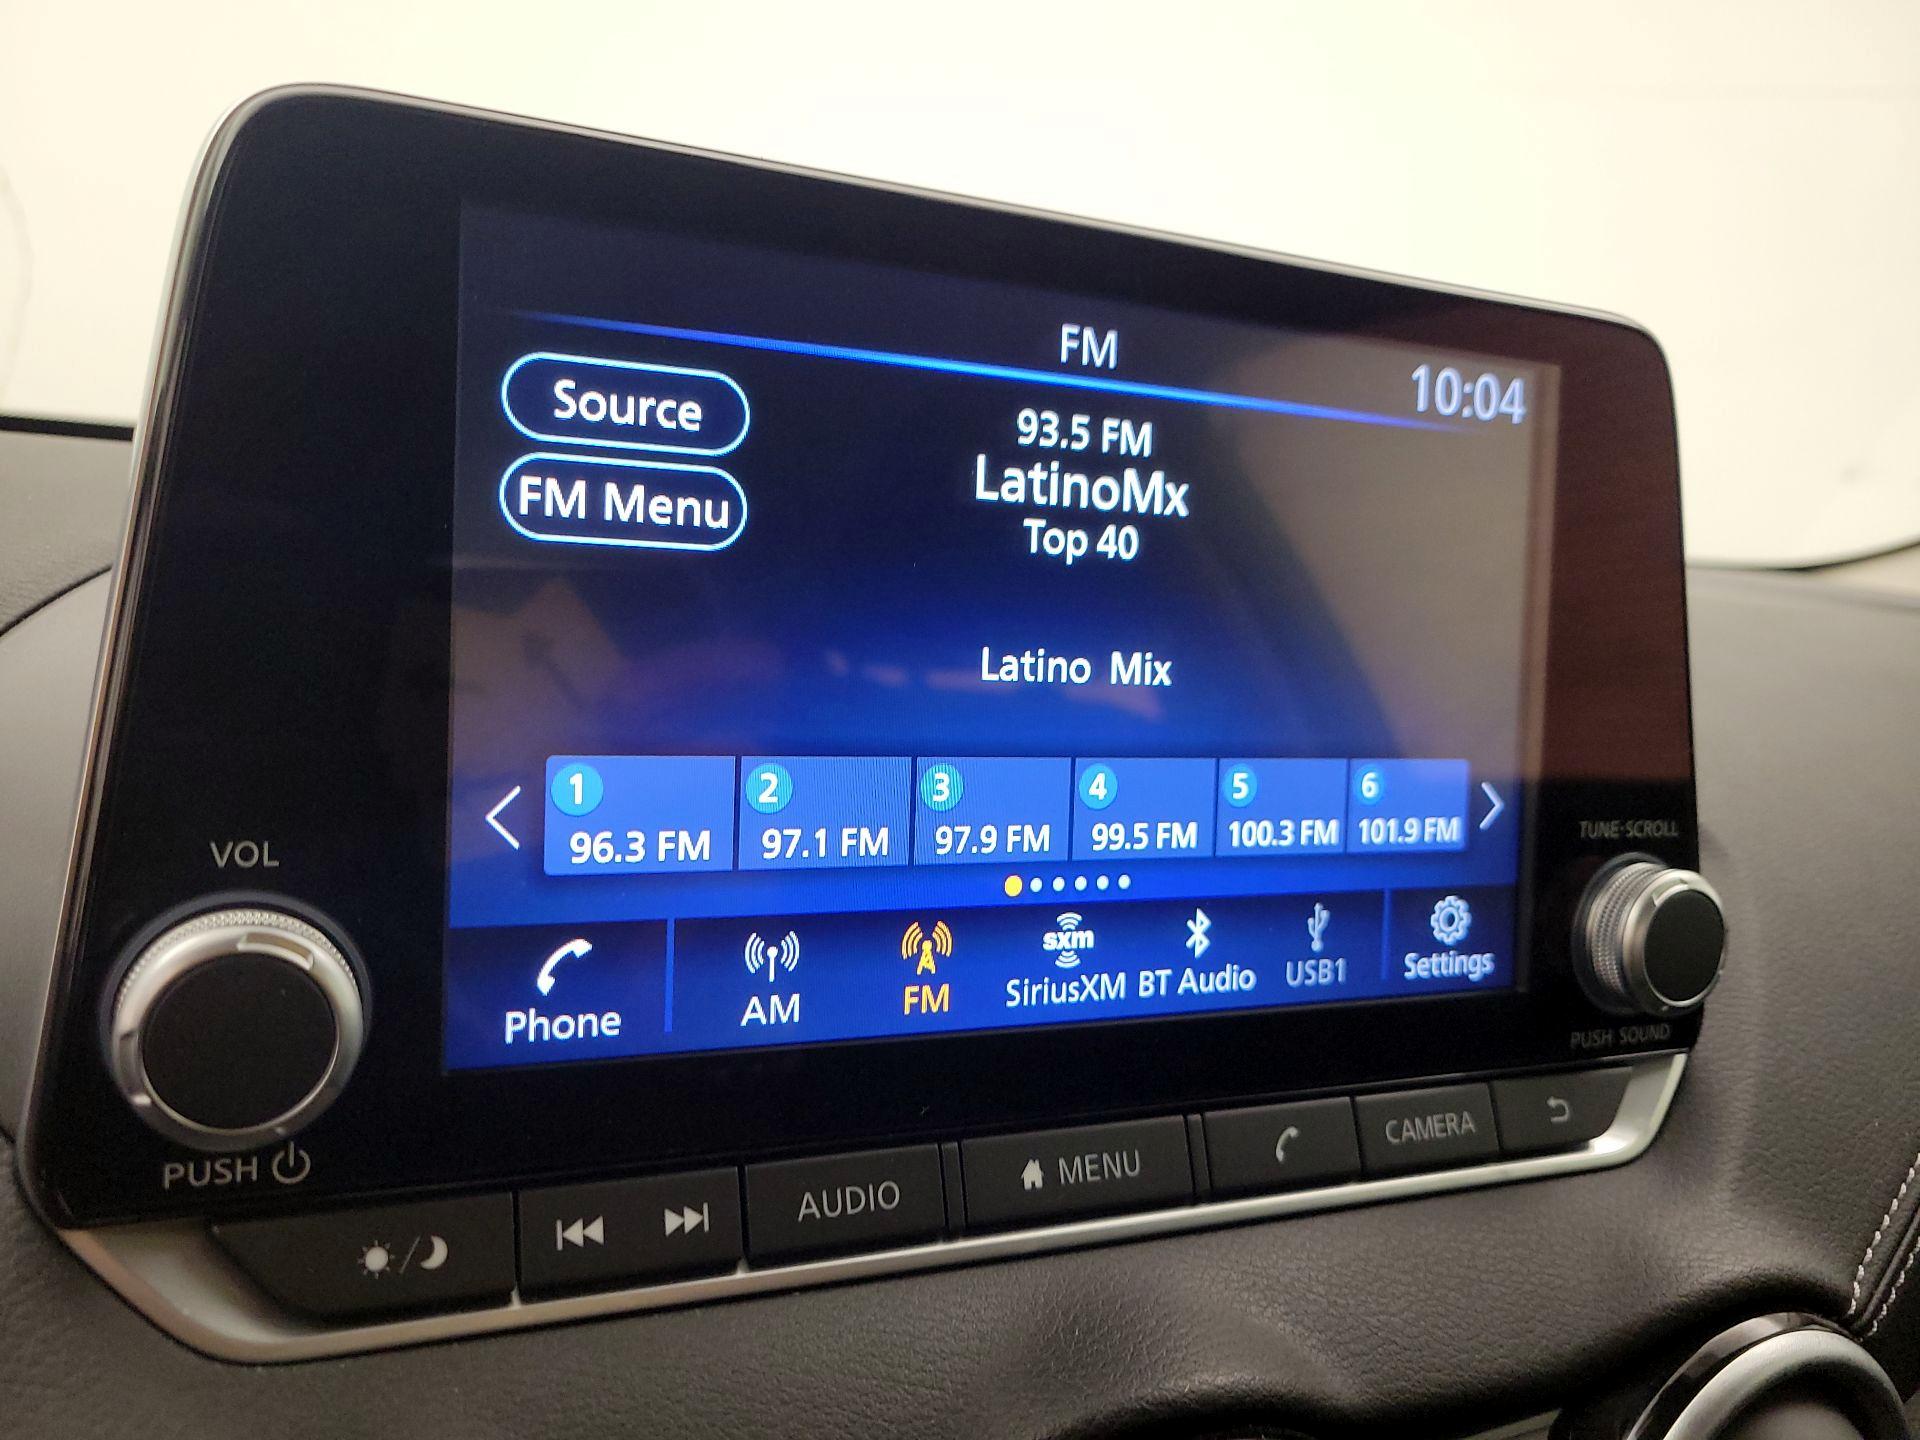 FM
10:04
Source
FM Menu
93.5 FM
LatinoMx
Top 40
Latino Mix
1 2 3 4 5 6
96.3 FM 97.1 FM 97.9 FM 99.5 FM 100.3 FM 101.9 FM
Phone
AM
FM
sxm
SiriusXM
BT Audio
USB1
Settings
VOL
PUSH
TUNE·SCROLL
PUSH SOUND
AUDIO
MENU
CAMERA